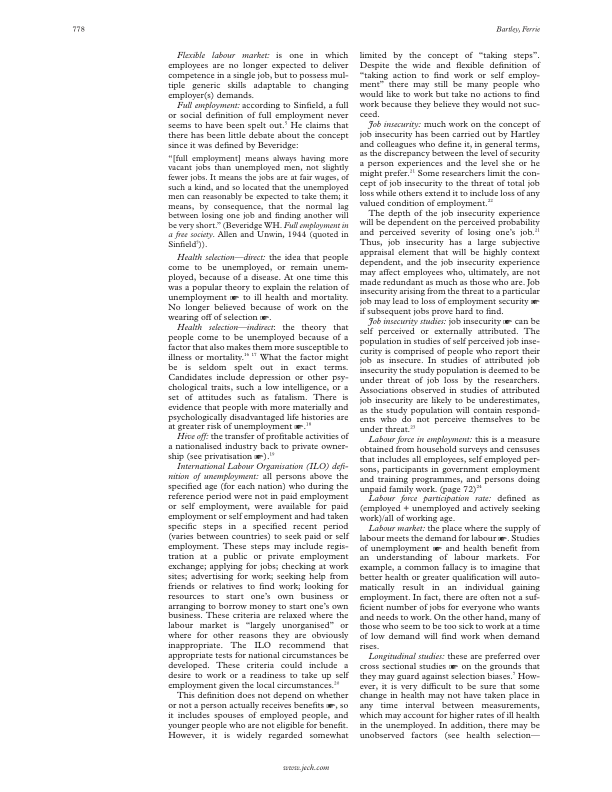 778
Bartley, Ferrie
Flexible labour market: is one in which
employees are no longer expected to deliver
competence in a single job, but to possess mul-
tiple generic skills adaptable to changing
employer(s) demands.
Full employment: according to Sinfield, a full
or social definition of full employment never
seems to have been spelt out.5 He claims that
there has been little debate about the concept
since it was defined by Beveridge:
“[full employment] means always having more
vacant jobs than unemployed men, not slightly
fewer jobs. It means the jobs are at fair wages, of
such a kind, and so located that the unemployed
men can reasonably be expected to take them; it
means, by consequence, that the normal lag
between losing one job and finding another will
be very short.” (Beveridge WH. Full employment in
a free society. Allen and Unwin, 1944 (quoted in
Sinfield5)).
Health selection—direct: the idea that people
come to be unemployed, or remain unem-
ployed, because of a disease. At one time this
was a popular theory to explain the relation of
unemployment ☛ to ill health and mortality.
No longer believed because of work on the
wearing off of selection ☛.
Health selection—indirect: the theory that
people come to be unemployed because of a
factor that also makes them more susceptible to
illness or mortality.16 17 What the factor might
be is seldom spelt out in exact terms.
Candidates include depression or other psy-
chological traits, such a low intelligence, or a
set of attitudes such as fatalism. There is
evidence that people with more materially and
psychologically disadvantaged life histories are
at greater risk of unemployment ☛.18
Hive off: the transfer of profitable activities of
a nationalised industry back to private owner-
ship (see privatisation ☛).19
International Labour Organisation (ILO) defi-
nition of unemployment: all persons above the
specified age (for each nation) who during the
reference period were not in paid employment
or self employment, were available for paid
employment or self employment and had taken
specific steps in a specified recent period
(varies between countries) to seek paid or self
employment. These steps may include regis-
tration at a public or private employment
exchange; applying for jobs; checking at work
sites; advertising for work; seeking help from
friends or relatives to find work; looking for
resources to start one’s own business or
arranging to borrow money to start one’s own
business. These criteria are relaxed where the
labour market is “largely unorganised” or
where for other reasons they are obviously
inappropriate. The ILO recommend that
appropriate tests for national circumstances be
developed. These criteria could include a
desire to work or a readiness to take up self
employment given the local circumstances.20
This definition does not depend on whether
or not a person actually receives benefits ☛, so
it includes spouses of employed people, and
younger people who are not eligible for benefit.
However, it is widely regarded somewhat
limited by the concept of “taking steps”.
Despite the wide and flexible definition of
“taking action to find work or self employ-
ment” there may still be many people who
would like to work but take no actions to find
work because they believe they would not suc-
ceed.
Job insecurity: much work on the concept of
job insecurity has been carried out by Hartley
and colleagues who define it, in general terms,
as the discrepancy between the level of security
a person experiences and the level she or he
might prefer.21 Some researchers limit the con-
cept of job insecurity to the threat of total job
loss while others extend it to include loss of any
valued condition of employment.22
The depth of the job insecurity experience
will be dependent on the perceived probability
and perceived severity of losing one’s job.21
Thus, job insecurity has a large subjective
appraisal element that will be highly context
dependent, and the job insecurity experience
may affect employees who, ultimately, are not
made redundant as much as those who are. Job
insecurity arising from the threat to a particular
job may lead to loss of employment security ☛
if subsequent jobs prove hard to find.
Job insecurity studies: job insecurity ☛ can be
self perceived or externally attributed. The
population in studies of self perceived job inse-
curity is comprised of people who report their
job as insecure. In studies of attributed job
insecurity the study population is deemed to be
under threat of job loss by the researchers.
Associations observed in studies of attributed
job insecurity are likely to be underestimates,
as the study population will contain respond-
ents who do not perceive themselves to be
under threat.23
Labour force in employment: this is a measure
obtained from household surveys and censuses
that includes all employees, self employed per-
sons, participants in government employment
and training programmes, and persons doing
unpaid family work. (page 72)24
Labour force participation rate: defined as
(employed + unemployed and actively seeking
work)/all of working age.
Labour market: the place where the supply of
labour meets the demand for labour ☛. Studies
of unemployment ☛ and health benefit from
an understanding of labour markets. For
example, a common fallacy is to imagine that
better health or greater qualification will auto-
matically result in an individual gaining
employment. In fact, there are often not a suf-
ficient number of jobs for everyone who wants
and needs to work. On the other hand, many of
those who seem to be too sick to work at a time
of low demand will find work when demand
rises.
Longitudinal studies: these are preferred over
cross sectional studies ☛ on the grounds that
they may guard against selection biases.7 How-
ever, it is very difficult to be sure that some
change in health may not have taken place in
any time interval between measurements,
which may account for higher rates of ill health
in the unemployed. In addition, there may be
unobserved factors (see health selection—
www.jech.com